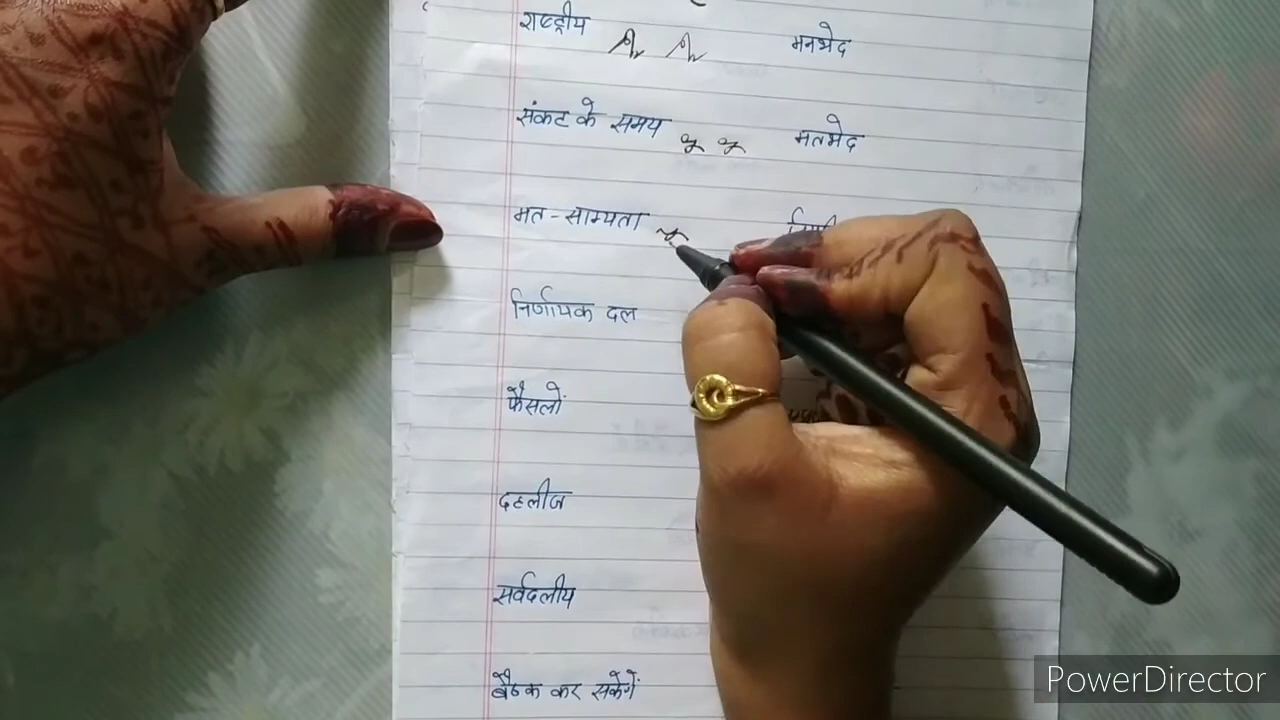 राष्ट्रीय मनभेद
संकट के समय मतभेद
मत-साम्यता
निर्णायक दल
फैसलों
दहलीज
सर्वदलीय
बैठक कर सकेगें
PowerDirector